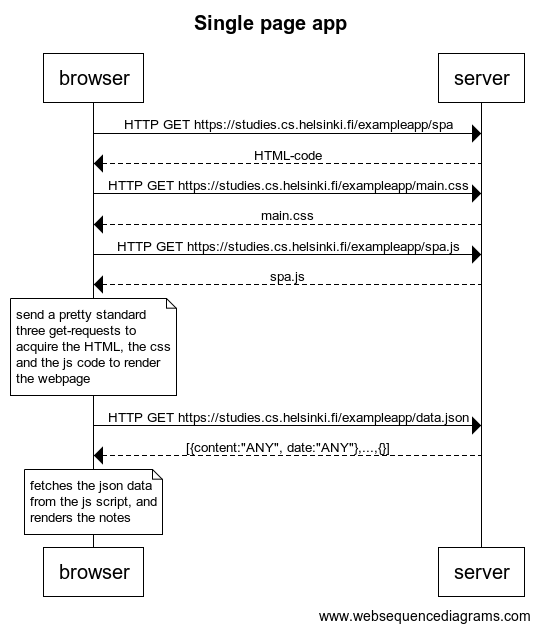 Single page app
browser
server
HTTP GET https://studies.cs.helsinki.fi/exampleapp/spa
HTML-code
HTTP GET https://studies.cs.helsinki.fi/exampleapp/main.css
main.css
HTTP GET https://studies.cs.helsinki.fi/exampleapp/spa.js
spa.js
send a pretty standard
three get-requests to
acquire the HTML, the css
and the js code to render
the webpage
HTTP GET https://studies.cs.helsinki.fi/exampleapp/data.json
[{content:"ANY", date:"ANY"},...,{}]
fetches the json data
from the js script, and
renders the notes
browser
server
www.websequencediagrams.com